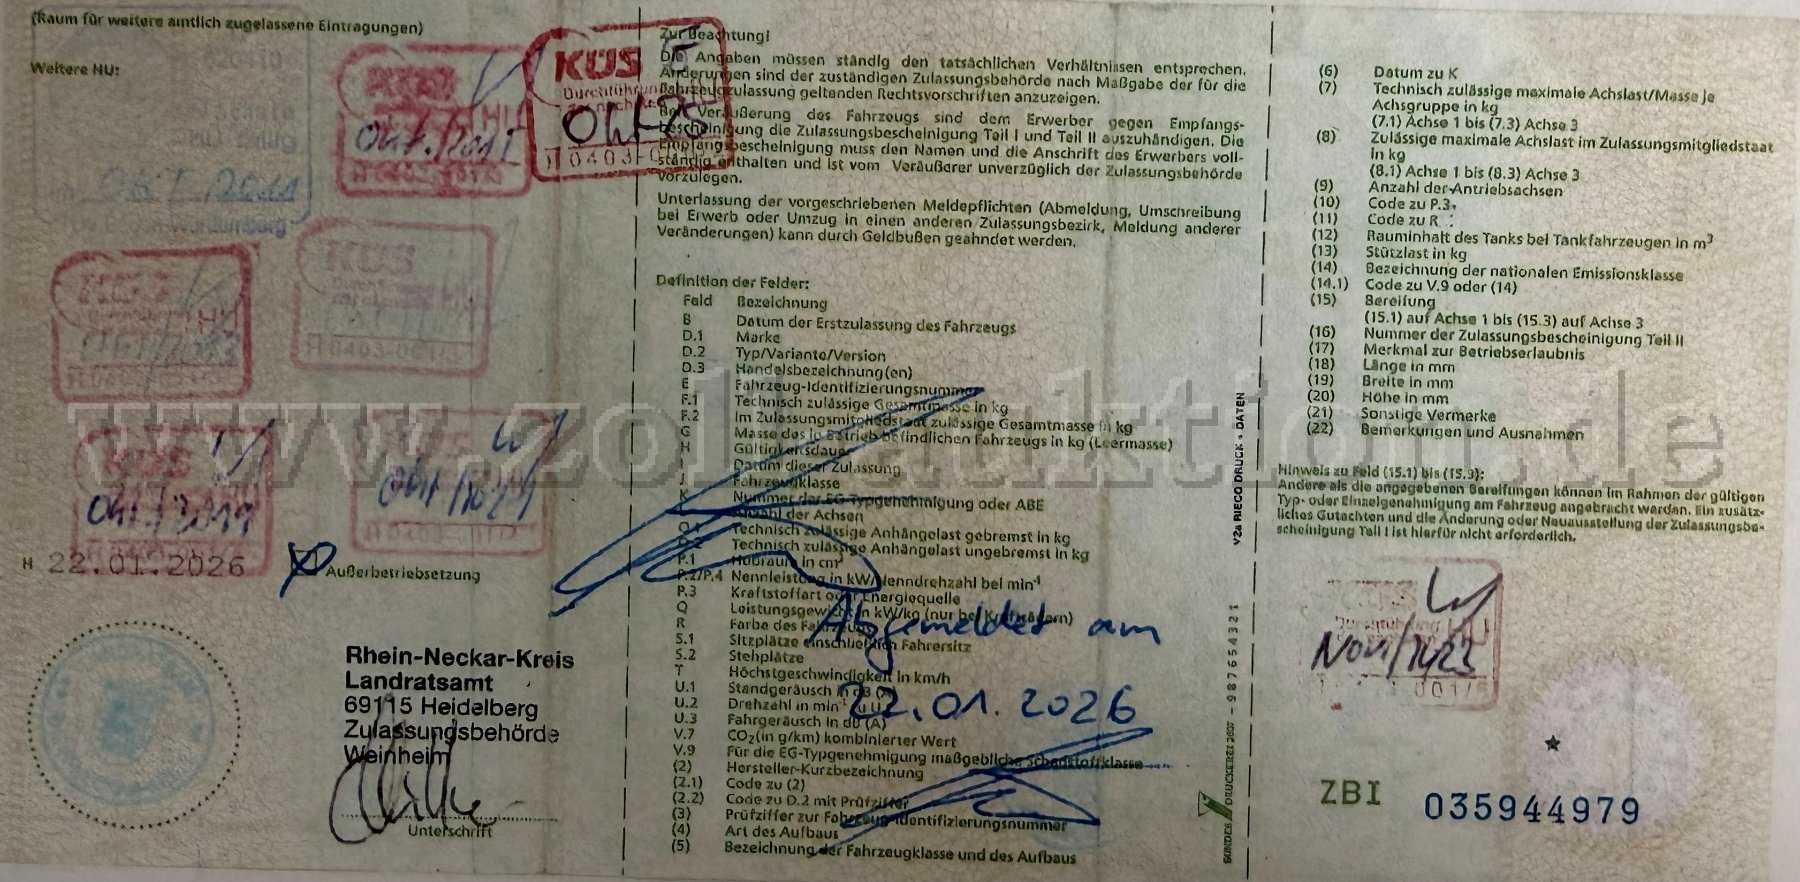 (Raum für weitere amtlich zugelassene Eintragungen)
Weitere NU:
Okt./2011
KÜS
Okt. 25
Okt./2019
Okt/2021
H 22.01.2026
Außerbetriebsetzung
Rhein-Neckar-Kreis
Landratsamt
69115 Heidelberg
Zulassungsbehörde
Weinheim
Unterschrift
Zur Beachtung!
Die Angaben müssen ständig den tatsächlichen Verhältnissen entsprechen.
Änderungen sind der zuständigen Zulassungsbehörde nach Maßgabe der für die
Fahrzeugzulassung geltenden Rechtsvorschriften anzuzeigen.
Bei Veräußerung des Fahrzeugs sind dem Erwerber gegen Empfangs-
bescheinigung die Zulassungsbescheinigung Teil I und Teil II auszuhändigen. Die
Empfangsbescheinigung muss den Namen und die Anschrift des Erwerbers voll-
ständig enthalten und ist vom Veräußerer unverzüglich der Zulassungsbehörde
vorzulegen.
Unterlassung der vorgeschriebenen Meldepflichten (Abmeldung, Umschreibung
bei Erwerb oder Umzug in einen anderen Zulassungsbezirk, Meldung anderer
Veränderungen) kann durch Geldbußen geahndet werden.
Definition der Felder:
Feld Bezeichnung
B Datum der Erstzulassung des Fahrzeugs
D.1 Marke
D.2 Typ/Variante/Version
D.3 Handelsbezeichnung(en)
E Fahrzeug-Identifizierungsnummer
F.1 Technisch zulässige Gesamtmasse in kg
F.2 Im Zulassungsmitgliedstaat zulässige Gesamtmasse in kg
G Masse des in Betrieb befindlichen Fahrzeugs in kg (Leermasse)
H Gültigkeitsdauer
I Datum dieser Zulassung
J Fahrzeugklasse
K Nummer der EG-Typgenehmigung oder ABE
Anzahl der Achsen
O.1 Technisch zulässige Anhängelast gebremst in kg
O.2 Technisch zulässige Anhängelast ungebremst in kg
P.1 Hubraum in cm³
P.2/P.4 Nennleistung in kW/Nenndrehzahl bei min⁻¹
P.3 Kraftstoffart oder Energiequelle
Q Leistungsgewicht in kW/kg (nur bei Krafträdern)
R Farbe des Fahrzeugs
S.1 Sitzplätze einschließlich Fahrersitz
S.2 Stehplätze
T Höchstgeschwindigkeit in km/h
U.1 Standgeräusch in dB (A)
U.2 Drehzahl in min⁻¹ zu U.1
U.3 Fahrgeräusch in dB (A)
V.7 CO₂(in g/km) kombinierter Wert
V.9 Für die EG-Typgenehmigung maßgebliche Schadstoffklasse
(2) Hersteller-Kurzbezeichnung
(2.1) Code zu (2)
(2.2) Code zu D.2 mit Prüfziffer
(3) Prüfziffer zur Fahrzeug-Identifizierungsnummer
(4) Art des Aufbaus
(5) Bezeichnung der Fahrzeugklasse und des Aufbaus
Abgemeldet am
22.01.2026
V2a RIECO DRUCK + DATEN
BUNDES DRUCKEREI 2007 - 987654321
(6) Datum zu K
(7) Technisch zulässige maximale Achslast/Masse je
Achsgruppe in kg
(7.1) Achse 1 bis (7.3) Achse 3
(8) Zulässige maximale Achslast im Zulassungsmitgliedstaat
in kg
(8.1) Achse 1 bis (8.3) Achse 3
(9) Anzahl der Antriebsachsen
(10) Code zu P.3
(11) Code zu R
(12) Rauminhalt des Tanks bei Tankfahrzeugen in m³
(13) Stützlast in kg
(14) Bezeichnung der nationalen Emissionsklasse
(14.1) Code zu V.9 oder (14)
(15) Bereifung
(15.1) auf Achse 1 bis (15.3) auf Achse 3
(16) Nummer der Zulassungsbescheinigung Teil II
(17) Merkmal zur Betriebserlaubnis
(18) Länge in mm
(19) Breite in mm
(20) Höhe in mm
(21) Sonstige Vermerke
(22) Bemerkungen und Ausnahmen
Hinweis zu Feld (15.1) bis (15.3):
Andere als die angegebenen Bereifungen können im Rahmen der gültigen
Typ- oder Einzelgenehmigung am Fahrzeug angebracht werden. Ein zusätz-
liches Gutachten und die Änderung oder Neuausstellung der Zulassungsbe-
scheinigung Teil I ist hierfür nicht erforderlich.
ZBI 035944979
www.zoll-auktion.de